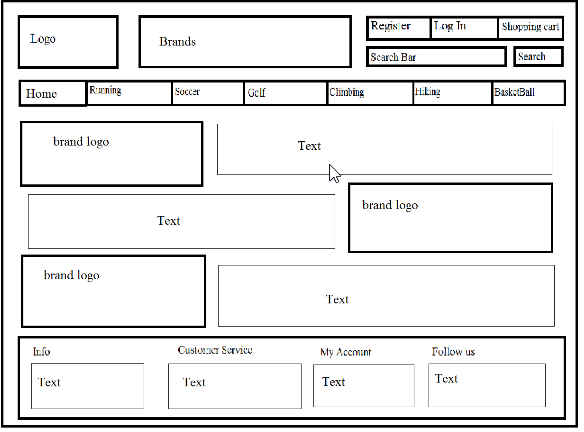 Logo
Brands
Register
Log In
Shopping cart
Search Bar
Search
Home
Running
Soccer
Golf
Climbing
Hiking
BasketBall
brand logo
Text
Text
brand logo
brand logo
Text
Info
Customer Service
My Account
Follow us
Text
Text
Text
Text